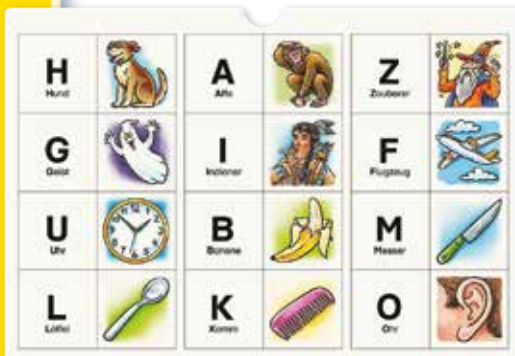 H
Hund
A
Affe
Z
Zauberer
G
Geist
I
Indianer
F
Flugzeug
U
Uhr
B
Banane
M
Messer
L
Löffel
K
Kamm
O
Ohr